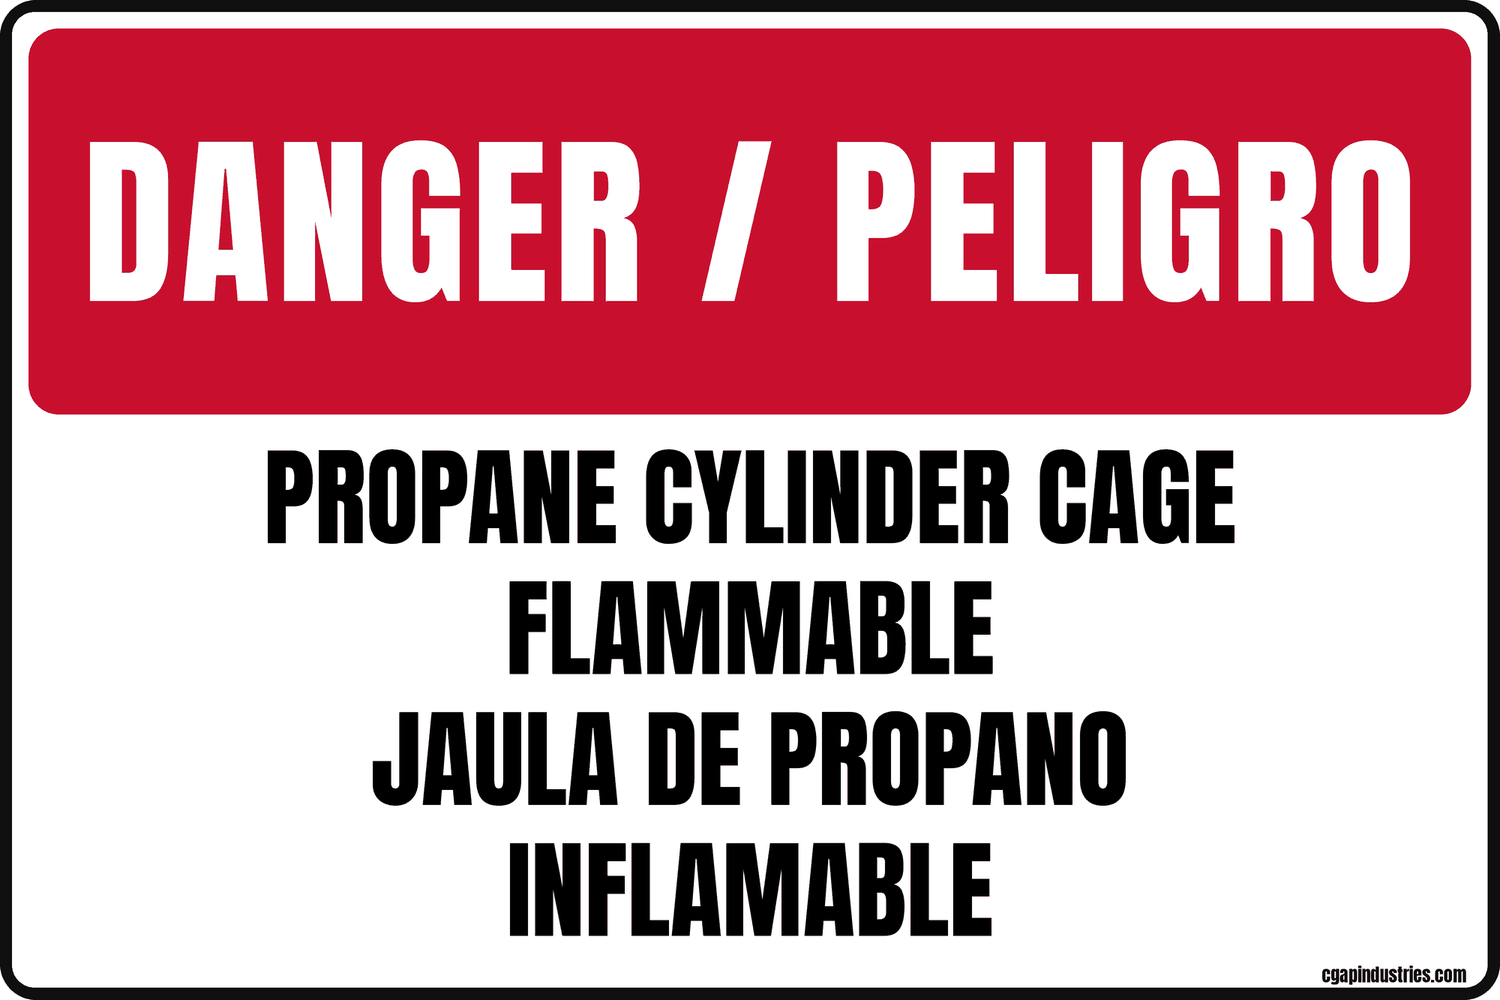 DANGER / PELIGRO
PROPANE CYLINDER CAGE
FLAMMABLE
JAULA DE PROPANO
INFLAMABLE
cgapindustries.com